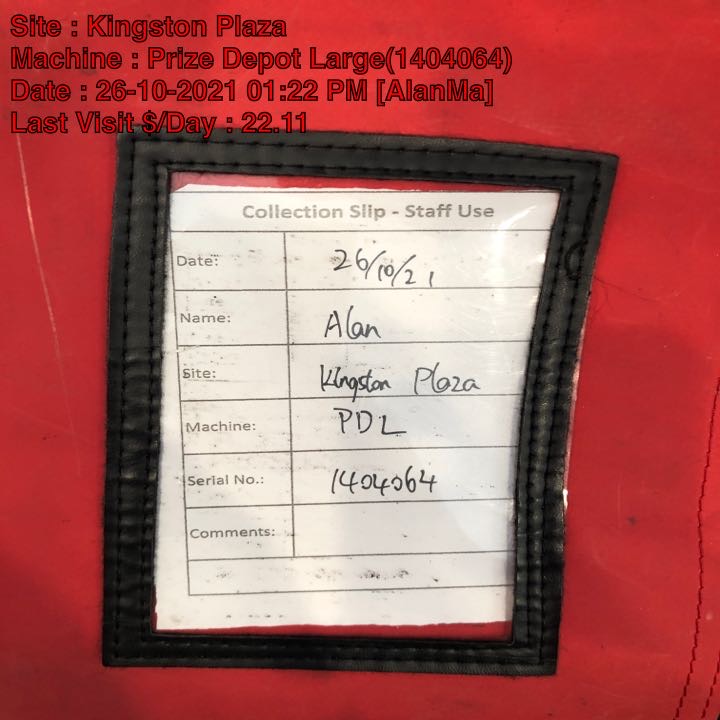 Site : Kingston Plaza
Machine : Prize Depot Large(1404064)
Date : 26-10-2021 01:22 PM [AlanMa]
Last Visit $/Day : 22.11
Collection Slip - Staff Use
Date: 26/10/21
Name: Alan
Site: Kingston Plaza
Machine: PDL
Serial No.: 1404064
Comments: